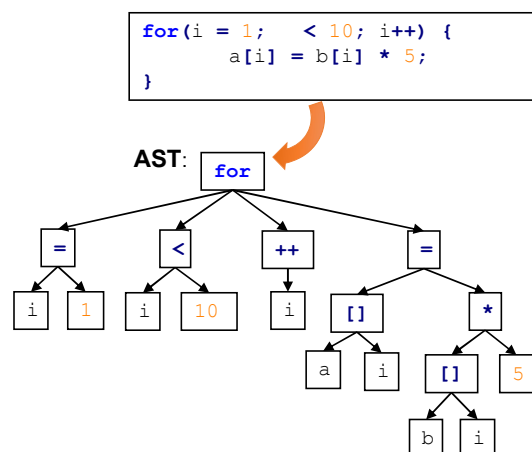 for(i = 1;   < 10; i++) {
a[i] = b[i] * 5;
}
AST:
for
= < ++ =
i 1 i 10 i [] *
a i [] 5
b i